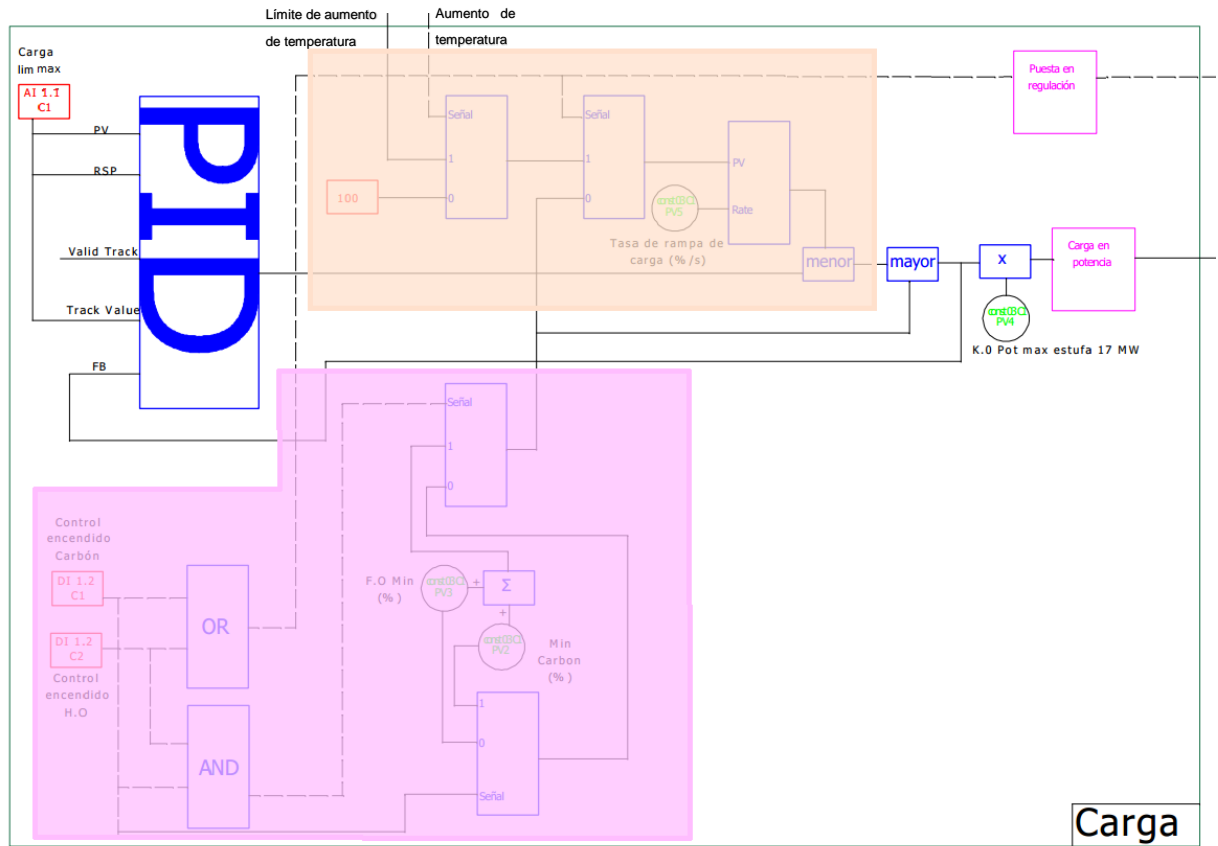 Límite de aumento
de temperatura
Aumento de
temperatura
Carga
lim max
AI 1.1
C1
PID
PV
RSP
Valid Track
Track Value
FB
Señal
1
0
100
Señal
1
0
PV
Rate
const03C1
PV5
Tasa de rampa de
carga (%/s)
menor
mayor
X
const03C1
PV4
K.0 Pot max estufa 17 MW
Puesta en
regulación
Carga en
potencia
Señal
1
0
Control
encendido
Carbón
DI 1.2
C1
DI 1.2
C2
Control
encendido
H.O
OR
AND
F.O Min
(%)
const03C1
PV3
+
Σ
+
const03C1
PV2
Min
Carbon
(%)
1
0
Señal
Carga